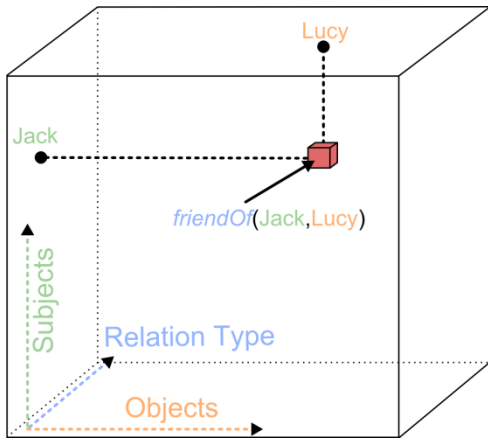 Lucy
Jack
friendOf(Jack,Lucy)
Subjects
Relation Type
Objects